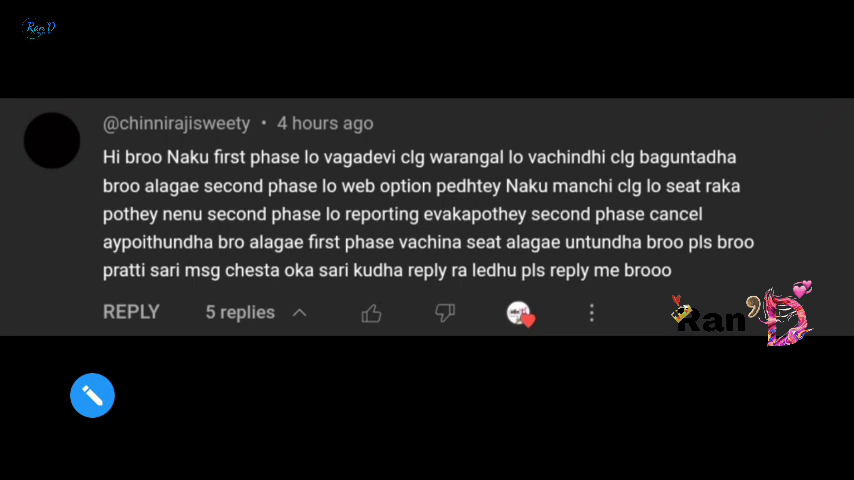 Ran'D
@chinnirajisweety • 4 hours ago
Hi broo Naku first phase lo vagadevi clg warangal lo vachindhi clg baguntadha
broo alagae second phase lo web option pedhtey Naku manchi clg lo seat raka
pothey nenu second phase lo reporting evakapothey second phase cancel
aypoithundha bro alagae first phase vachina seat alagae untundha broo pls broo
pratti sari msg chesta oka sari kudha reply ra ledhu pls reply me brooo
REPLY 5 replies
Ran'D